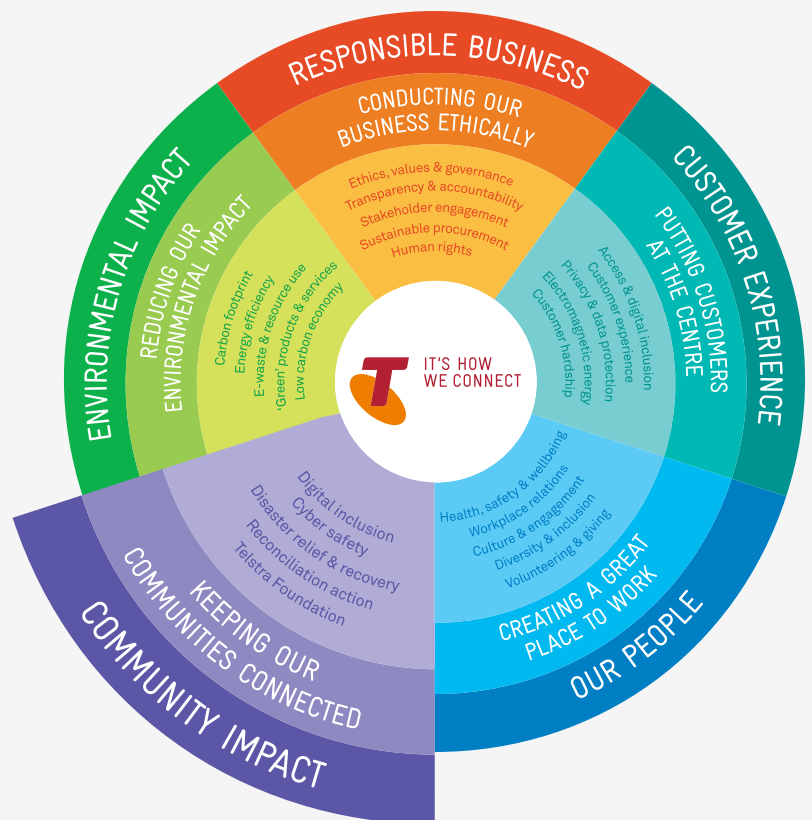 RESPONSIBLE BUSINESS
CONDUCTING OUR
BUSINESS ETHICALLY
Ethics, values & governance
Transparency & accountability
Stakeholder engagement
Sustainable procurement
Human rights
CUSTOMER EXPERIENCE
PUTTING CUSTOMERS
AT THE CENTRE
Access & digital inclusion
Customer experience
Privacy & data protection
Electromagnetic energy
Customer hardship
OUR PEOPLE
CREATING A GREAT
PLACE TO WORK
Health, safety & wellbeing
Workplace relations
Culture & engagement
Diversity & inclusion
Volunteering & giving
COMMUNITY IMPACT
KEEPING OUR
COMMUNITIES CONNECTED
Digital inclusion
Cyber safety
Disaster relief & recovery
Reconciliation action
Telstra Foundation
ENVIRONMENTAL IMPACT
REDUCING OUR
ENVIRONMENTAL IMPACT
Carbon footprint
Energy efficiency
E-waste & resource use
'Green' products & services
Low carbon economy
T
IT'S HOW
WE CONNECT